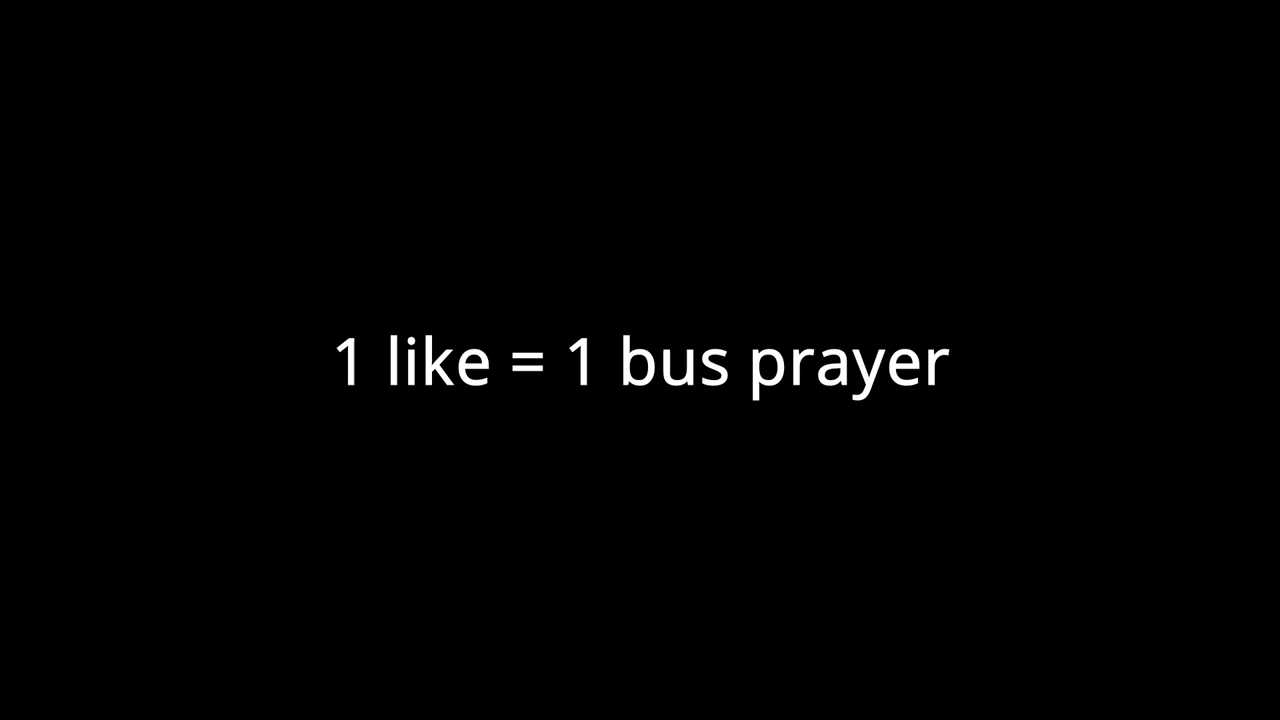 1 like = 1 bus prayer